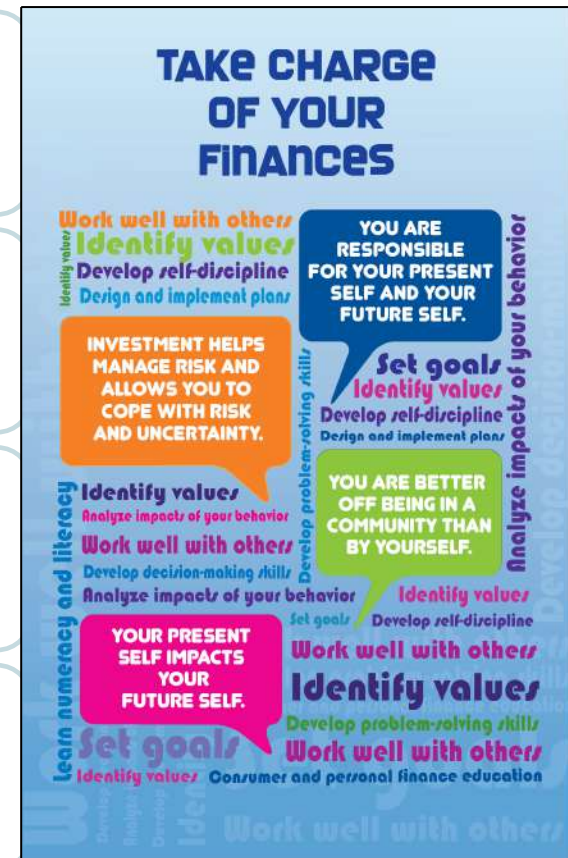 TAKE CHARGE
OF YOUR
FINANCES
Work well with others
Identify values
Identify values
Develop self-discipline
Design and implement plans
YOU ARE
RESPONSIBLE
FOR YOUR PRESENT
SELF AND YOUR
FUTURE SELF.
Analyze impacts of your behavior
INVESTMENT HELPS
MANAGE RISK AND
ALLOWS YOU TO
COPE WITH RISK
AND UNCERTAINTY.
Develop problem-solving skills
Set goals
Identify values
Develop self-discipline
Design and implement plans
Learn numeracy and literacy
Identify values
Analyze impacts of your behavior
Work well with others
Develop decision-making skills
Analyze impacts of your behavior
YOU ARE BETTER
OFF BEING IN A
COMMUNITY THAN
BY YOURSELF.
Identify values
Set goals
Develop self-discipline
YOUR PRESENT
SELF IMPACTS
YOUR
FUTURE SELF.
Work well with others
Identify values
Develop problem-solving skills
Set goals
Work well with others
Identify values
Consumer and personal finance education
Work well with others